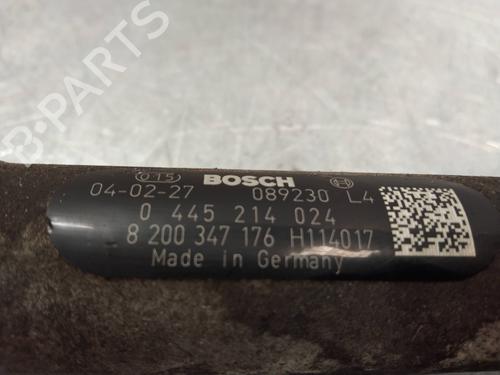 B-PARTS
015 BOSCH
04-02-27 089230 L4
0 445 214 024
8 200 347 176 H114017
Made in Germany